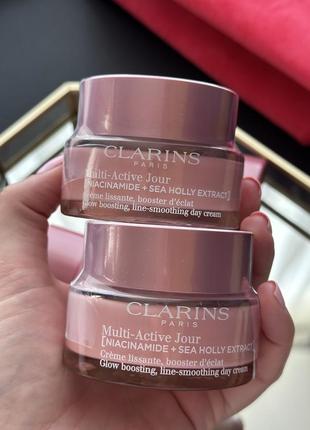 CLARINS
PARIS
Multi-Active Jour
[NIACINAMIDE + SEA HOLLY EXTRACT]
Crème lissante, booster d'éclat
Glow boosting, line-smoothing day cream
CLARINS
PARIS
Multi-Active Jour
[NIACINAMIDE + SEA HOLLY EXTRACT]
Crème lissante, booster d'éclat
Glow boosting, line-smoothing day cream